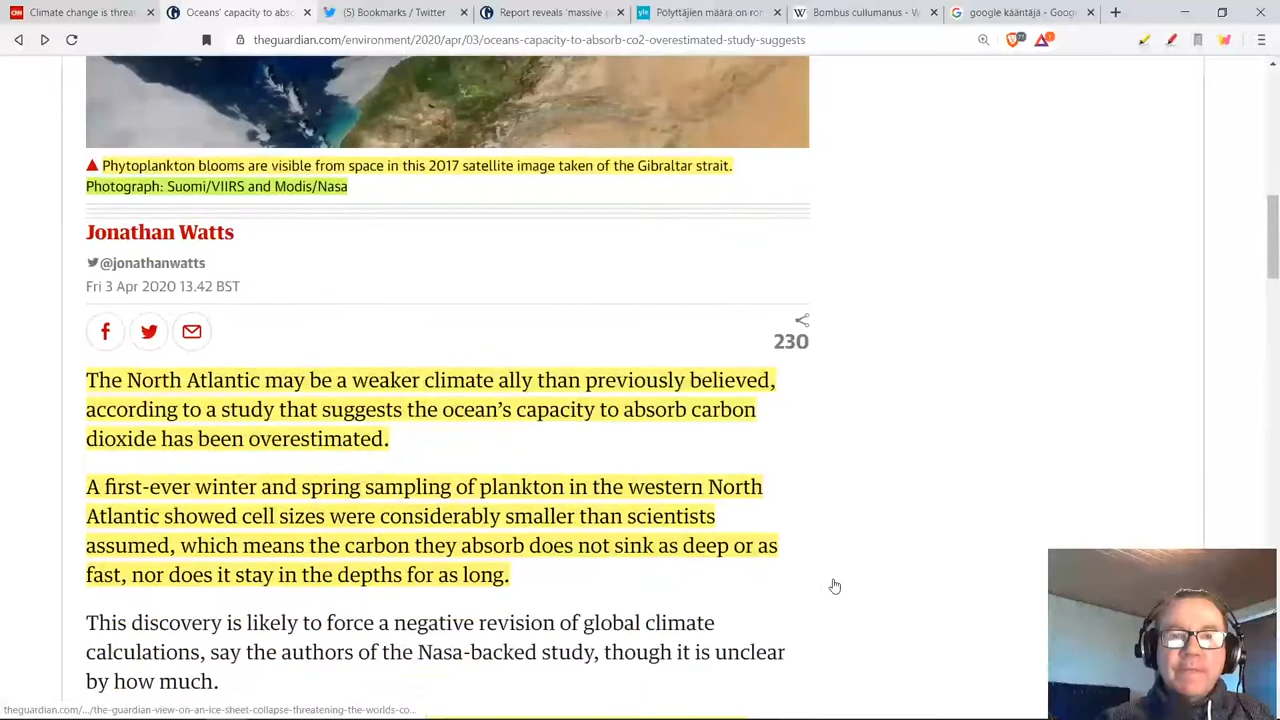 Climate change is threat
Oceans' capacity to abso
(5) Bookmarks / Twitter
Report reveals 'massive
Pölyttäjien määrä on rom
Bombus cullumanus - W
google kääntäjä - Goog
theguardian.com/environment/2020/apr/03/oceans-capacity-to-absorb-co2-overestimated-study-suggests
Phytoplankton blooms are visible from space in this 2017 satellite image taken of the Gibraltar strait.
Photograph: Suomi/VIIRS and Modis/Nasa
Jonathan Watts
@jonathanwatts
Fri 3 Apr 2020 13.42 BST
230
The North Atlantic may be a weaker climate ally than previously believed,
according to a study that suggests the ocean's capacity to absorb carbon
dioxide has been overestimated.
A first-ever winter and spring sampling of plankton in the western North
Atlantic showed cell sizes were considerably smaller than scientists
assumed, which means the carbon they absorb does not sink as deep or as
fast, nor does it stay in the depths for as long.
This discovery is likely to force a negative revision of global climate
calculations, say the authors of the Nasa-backed study, though it is unclear
by how much.
theguardian.com/.../the-guardian-view-on-an-ice-sheet-collapse-threatening-the-worlds-co...